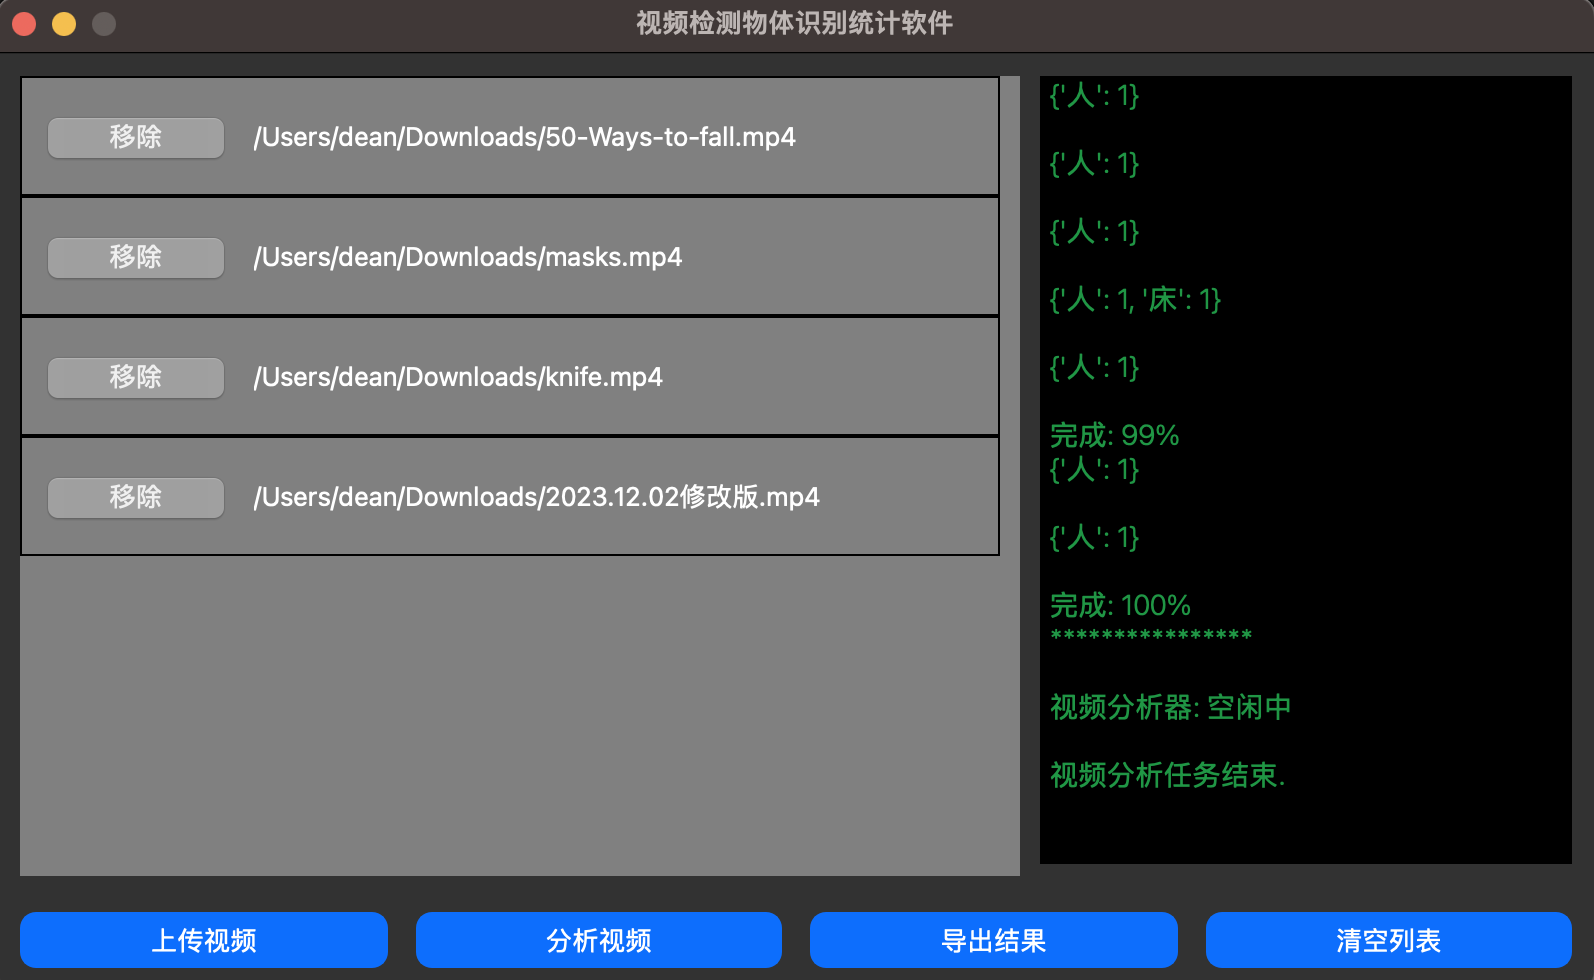 视频检测物体识别统计软件
移除 /Users/dean/Downloads/50-Ways-to-fall.mp4
移除 /Users/dean/Downloads/masks.mp4
移除 /Users/dean/Downloads/knife.mp4
移除 /Users/dean/Downloads/2023.12.02修改版.mp4
{'人': 1}
{'人': 1}
{'人': 1}
{'人': 1, '床': 1}
{'人': 1}
完成: 99%
{'人': 1}
{'人': 1}
完成: 100%
****************
视频分析器: 空闲中
视频分析任务结束.
上传视频 分析视频 导出结果 清空列表